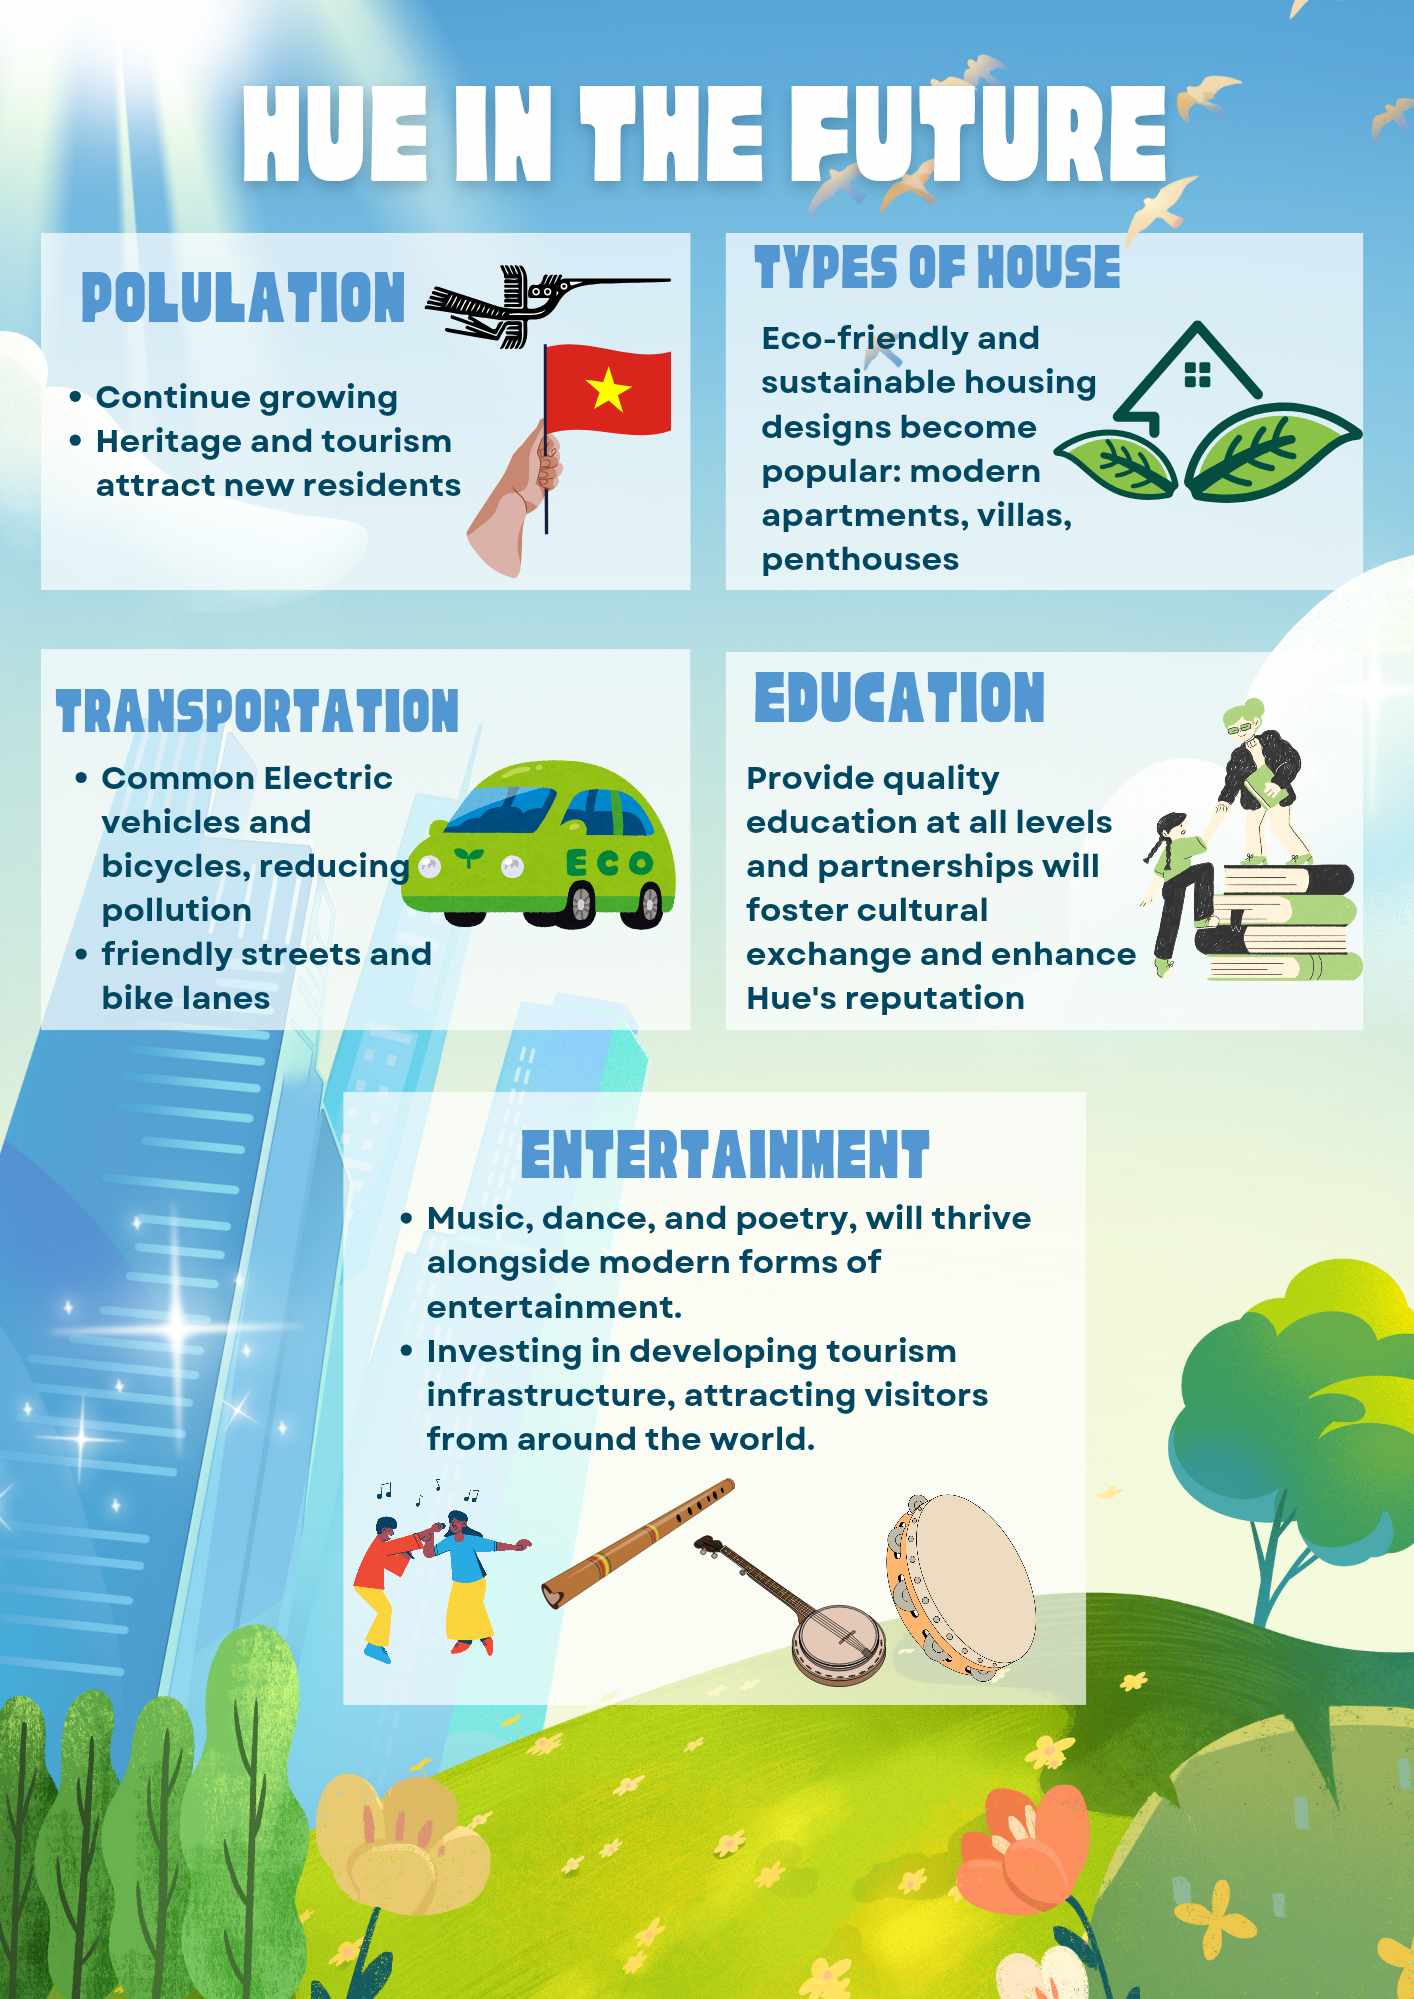 HUE IN THE FUTURE
POLULATION
• Continue growing
• Heritage and tourism
attract new residents
TYPES OF HOUSE
Eco-friendly and
sustainable housing
designs become
popular: modern
apartments, villas,
penthouses
TRANSPORTATION
• Common Electric
vehicles and
bicycles, reducing
pollution
• friendly streets and
bike lanes
ECO
EDUCATION
Provide quality
education at all levels
and partnerships will
foster cultural
exchange and enhance
Hue's reputation
ENTERTAINMENT
• Music, dance, and poetry, will thrive
alongside modern forms of
entertainment.
• Investing in developing tourism
infrastructure, attracting visitors
from around the world.